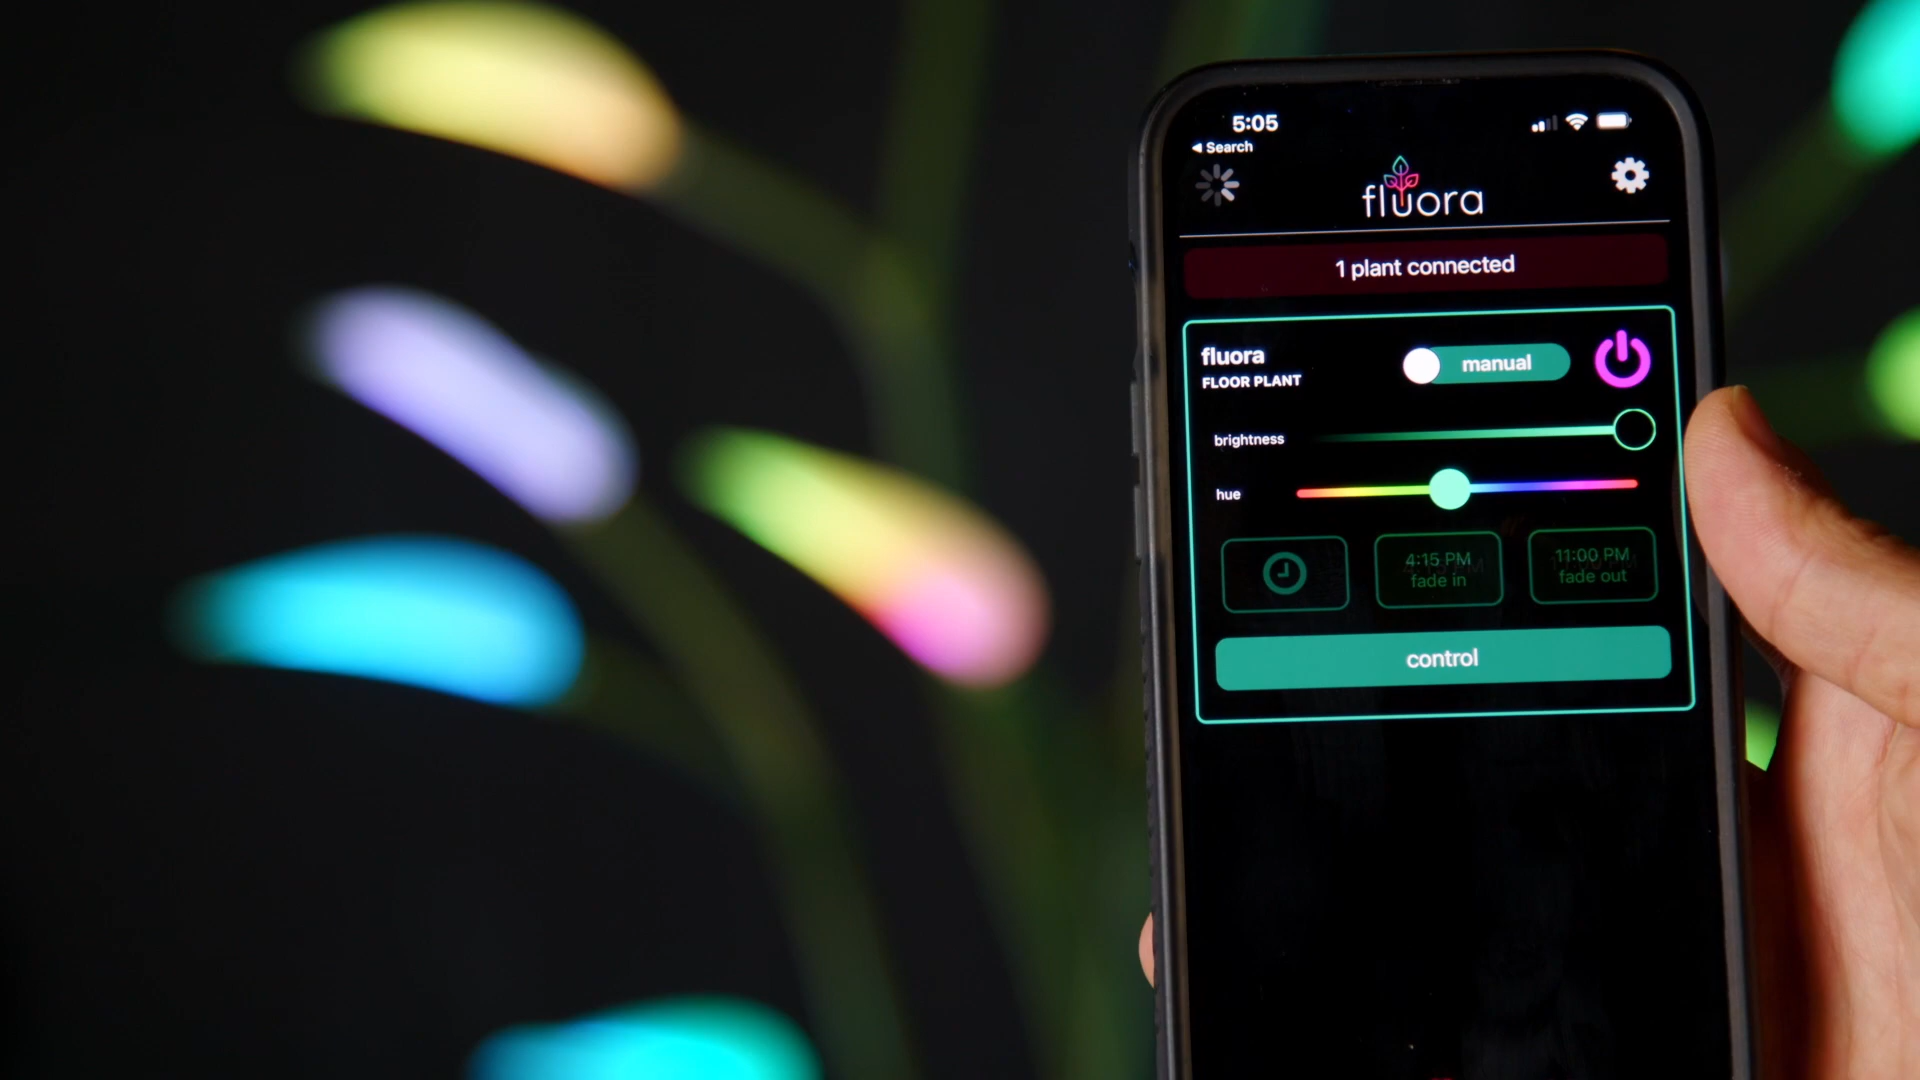 5:05
◀ Search
fluora
1 plant connected
fluora
manual
FLOOR PLANT
brightness
hue
4:15 PM
fade in
11:00 PM
fade out
control